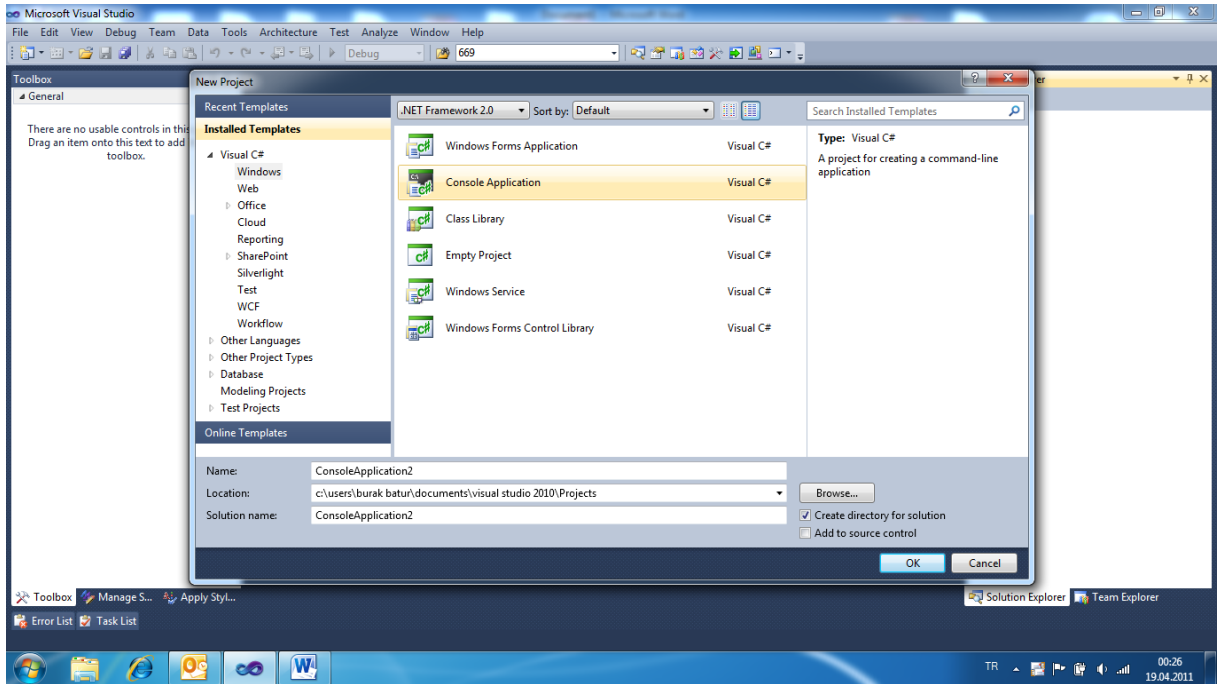 Microsoft Visual Studio
File Edit View Debug Team Data Tools Architecture Test Analyze Window Help
Debug 669
Toolbox
General
There are no usable controls in this
Drag an item onto this text to add
toolbox.
New Project
er
Recent Templates
Installed Templates
Visual C#
Windows
Web
Office
Cloud
Reporting
SharePoint
Silverlight
Test
WCF
Workflow
Other Languages
Other Project Types
Database
Modeling Projects
Test Projects
Online Templates
.NET Framework 2.0 Sort by: Default
Windows Forms Application Visual C#
Console Application Visual C#
Class Library Visual C#
Empty Project Visual C#
Windows Service Visual C#
Windows Forms Control Library Visual C#
Search Installed Templates
Type: Visual C#
A project for creating a command-line
application
Name: ConsoleApplication2
Location: c:\users\burak batur\documents\visual studio 2010\Projects Browse...
Solution name: ConsoleApplication2
Create directory for solution
Add to source control
OK Cancel
Toolbox Manage S... Apply Styl...
Solution Explorer Team Explorer
Error List Task List
TR 00:26
19.04.2011